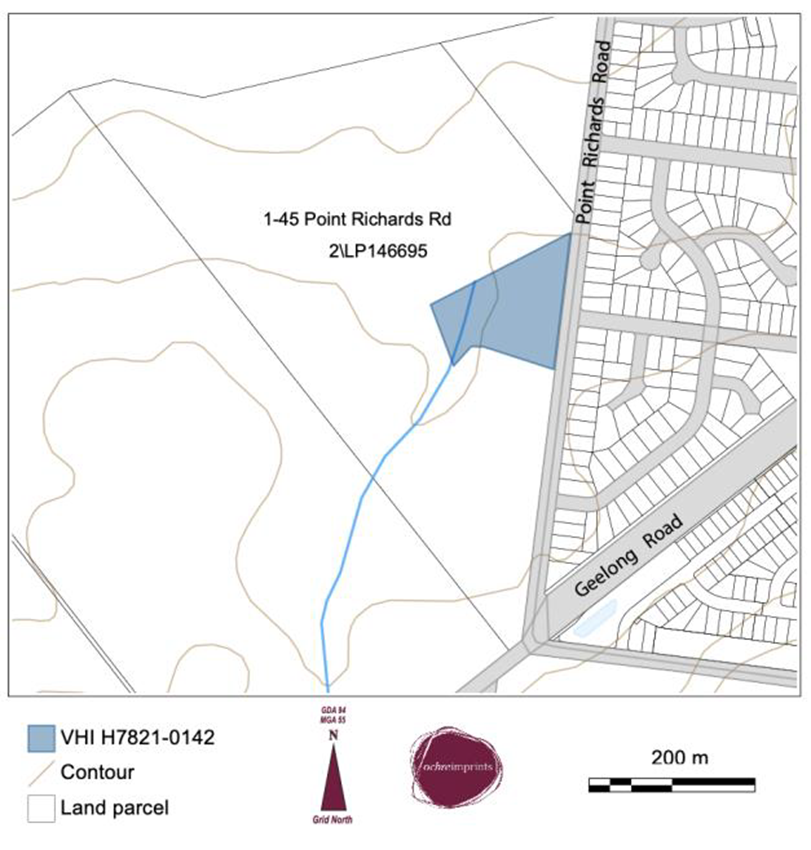 Point Richards Road
1-45 Point Richards Rd
2\LP146695
Geelong Road
VHI H7821-0142
Contour
Land parcel
GDA 94
MGA 55
N
Grid North
ochreimprints
200 m